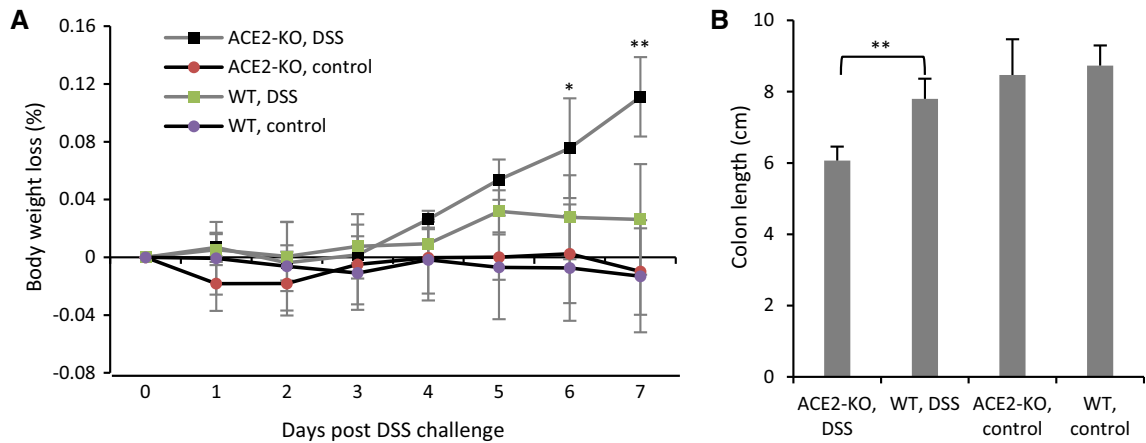 A
Body weight loss (%)
0.16
0.12
0.08
0.04
0
-0.04
-0.08
ACE2-KO, DSS
ACE2-KO, control
WT, DSS
WT, control
*
**
0 1 2 3 4 5 6 7
Days post DSS challenge
B
Colon length (cm)
10
8
6
4
2
0
**
ACE2-KO, DSS
WT, DSS
ACE2-KO, control
WT, control